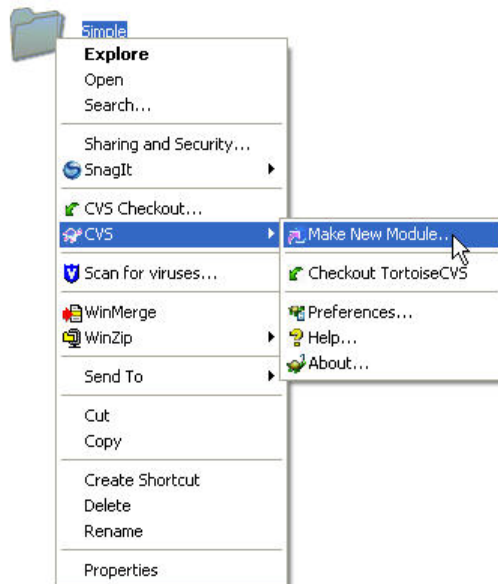 Simple
Explore
Open
Search...
Sharing and Security...
SnagIt
CVS Checkout...
CVS
Scan for viruses...
WinMerge
WinZip
Send To
Cut
Copy
Create Shortcut
Delete
Rename
Properties
Make New Module...
Checkout TortoiseCVS
Preferences...
Help...
About...